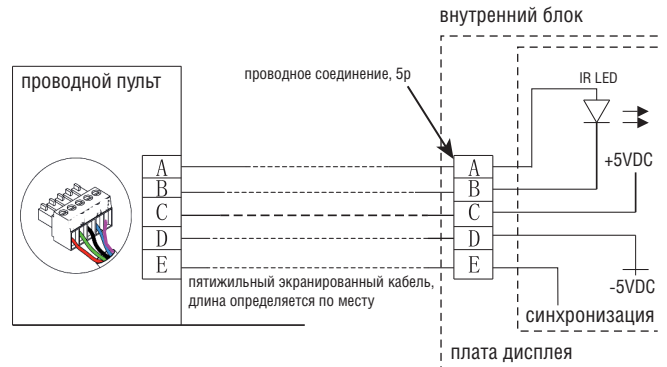 внутренний блок
проводной пульт
проводное соединение, 5р
IR LED
+5VDC
A
B
C
D
E
A
B
C
D
E
пятижильный экранированный кабель,
длина определяется по месту
-5VDC
синхронизация
плата дисплея